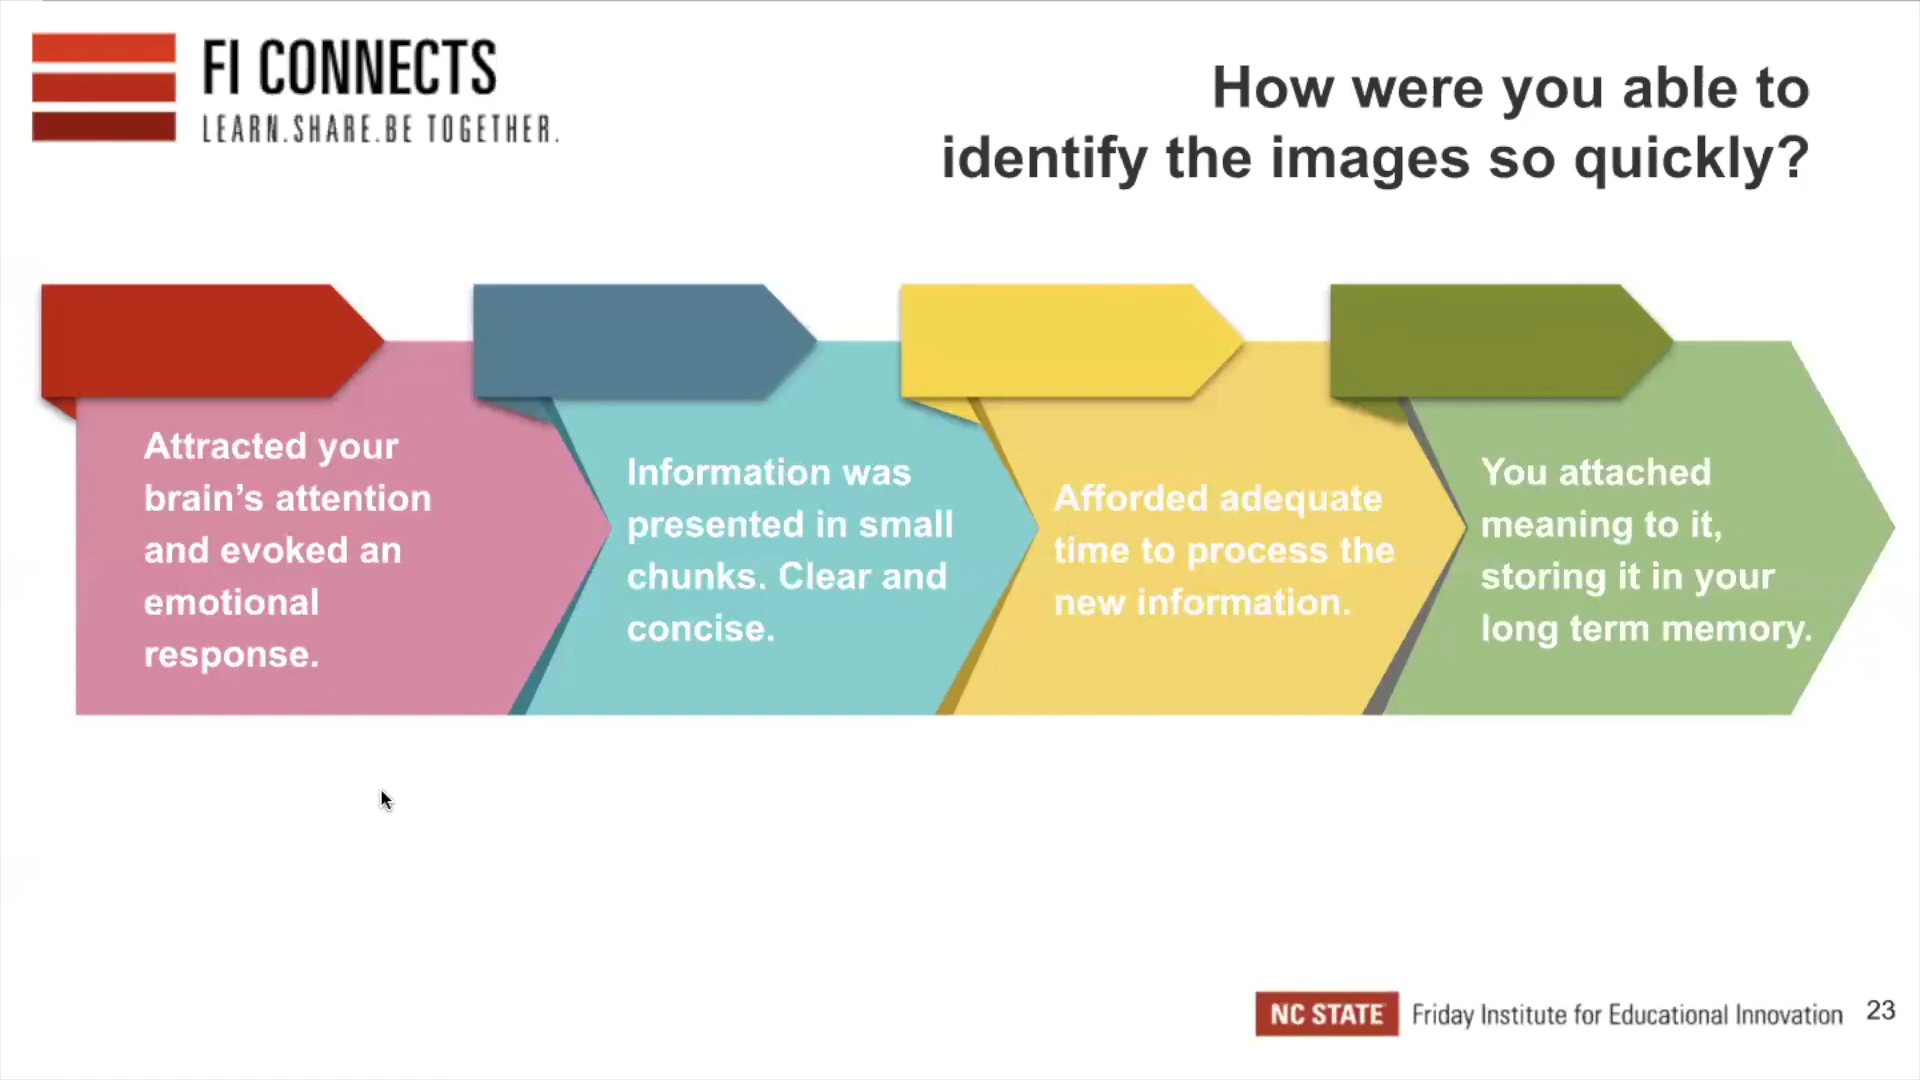 FI CONNECTS
LEARN.SHARE.BE TOGETHER.
How were you able to
identify the images so quickly?
Attracted your
brain’s attention
and evoked an
emotional
response.
Information was
presented in small
chunks. Clear and
concise.
Afforded adequate
time to process the
new information.
You attached
meaning to it,
storing it in your
long term memory.
NC STATE Friday Institute for Educational Innovation 23